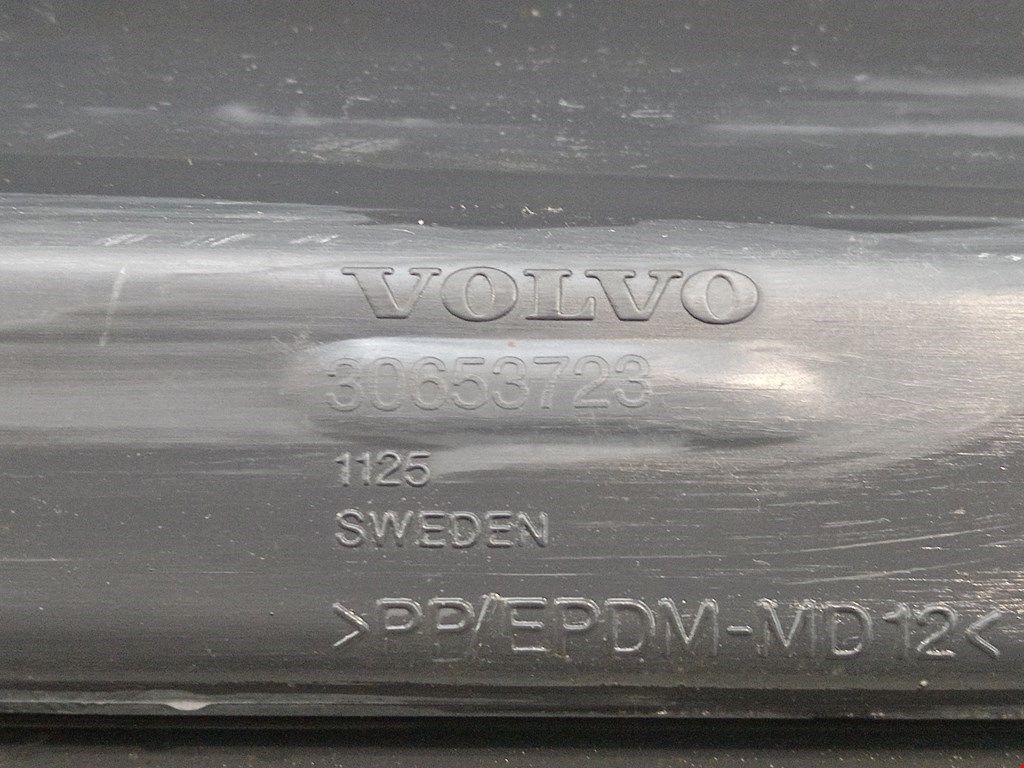 VOLVO
30653723
1125
SWEDEN
>PP/EPDM-MD12<